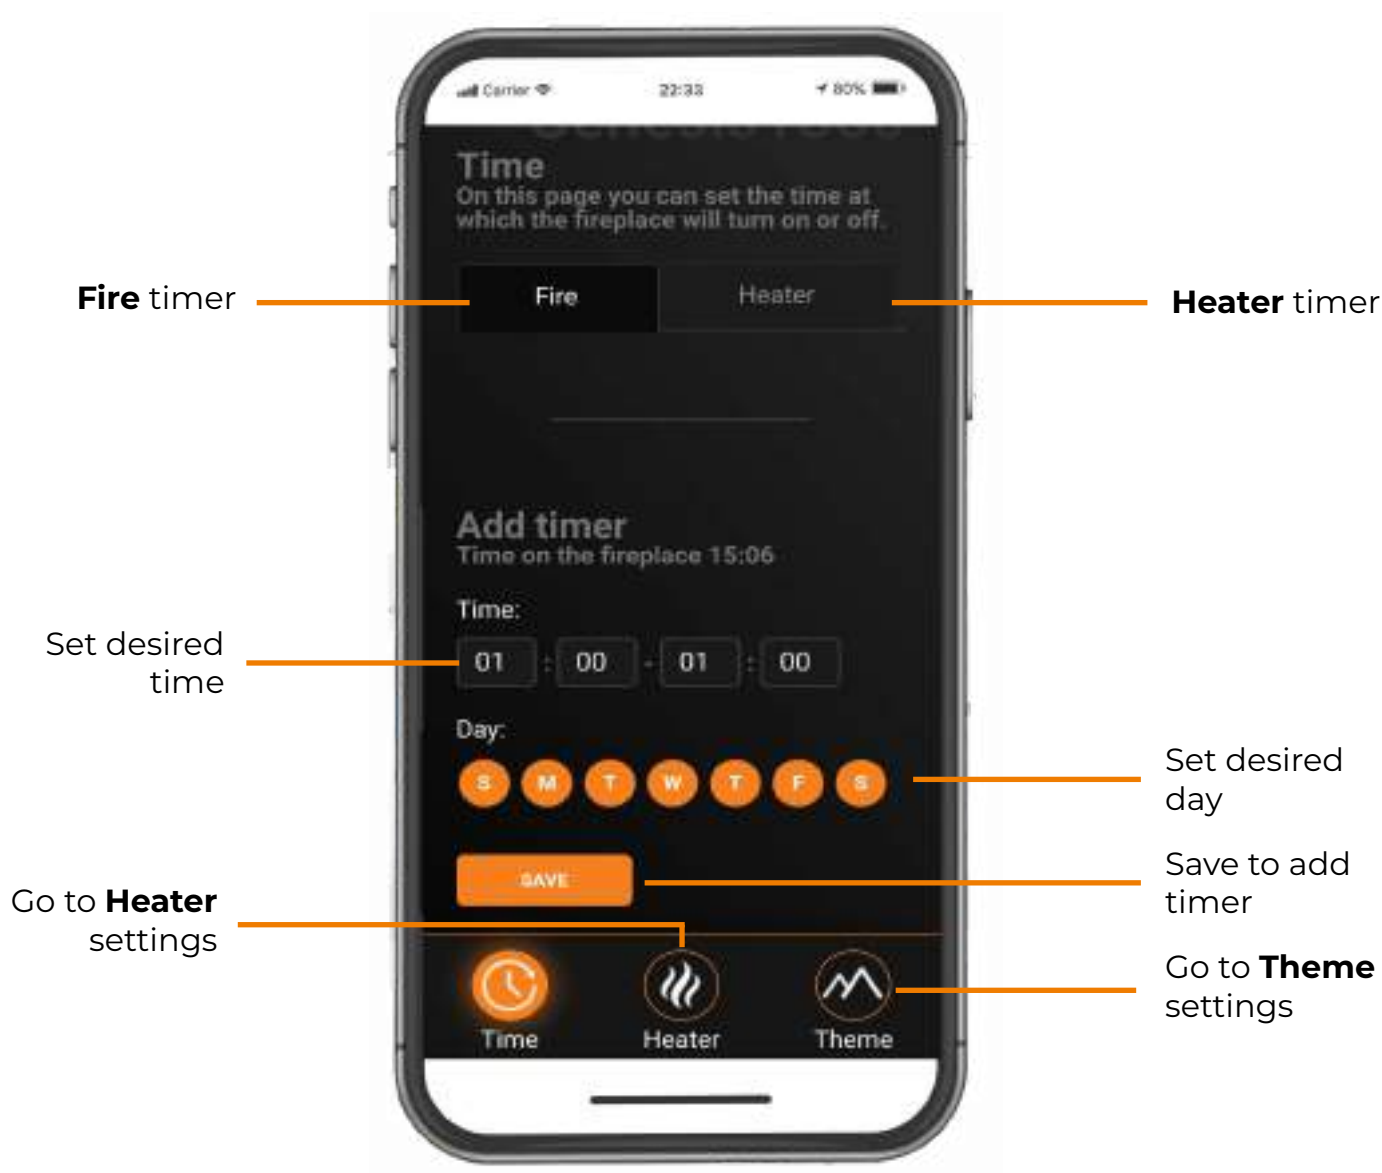 Carrier
22:33
80%
Time
On this page you can set the time at
which the fireplace will turn on or off.
Fire timer
Fire
Heater
Heater timer
Add timer
Time on the fireplace 15:06
Time:
Set desired
time
01 : 00 - 01 : 00
Day:
S M T W T F S
Set desired
day
SAVE
Save to add
timer
Go to Heater
settings
Go to Theme
settings
Time
Heater
Theme